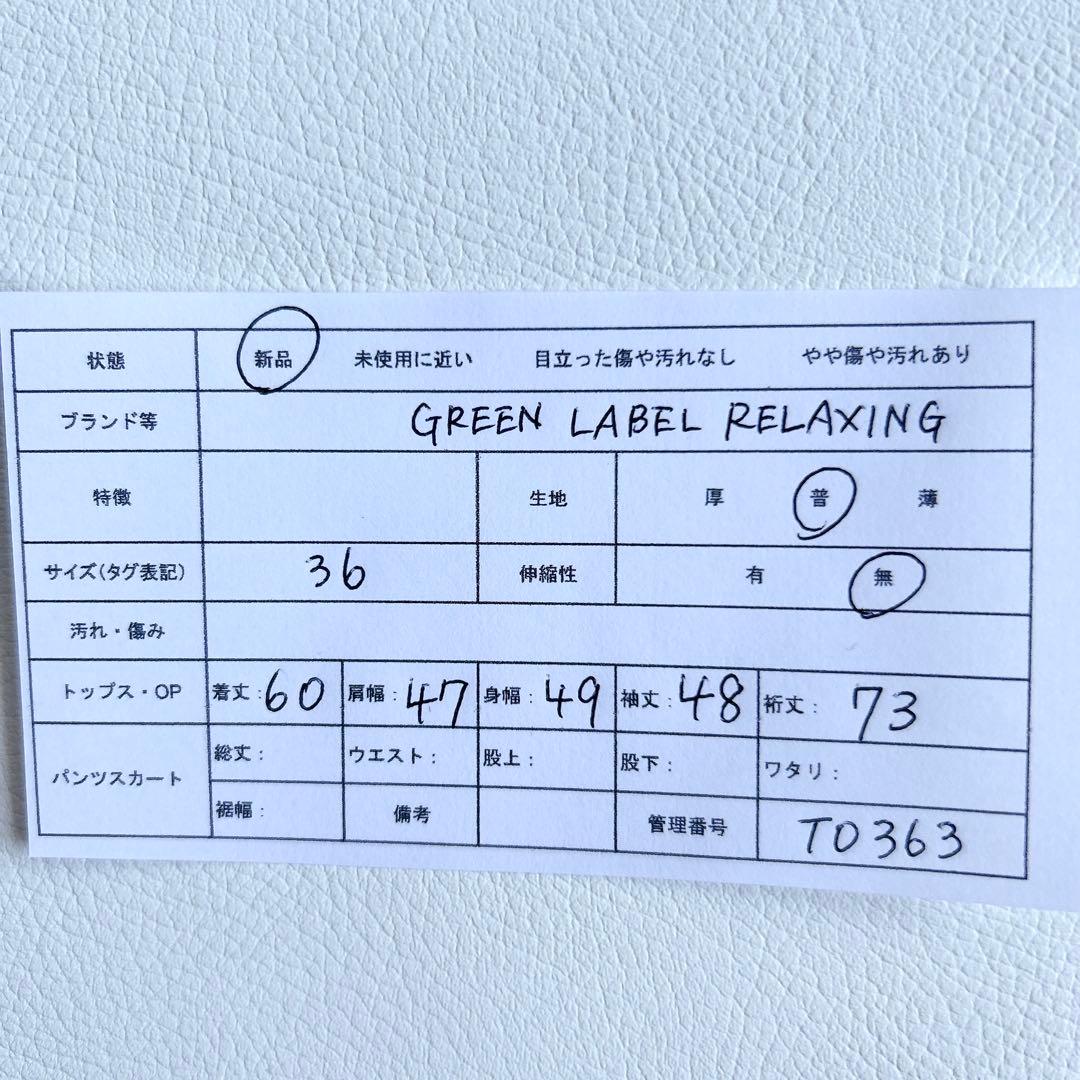 状態 新品 未使用に近い 目立った傷や汚れなし やや傷や汚れあり
ブランド等 GREEN LABEL RELAXING
特徴 生地 厚 普 薄
サイズ(タグ表記) 36 伸縮性 有 無
汚れ・傷み
トップス・OP 着丈:60 肩幅:47 身幅:49 袖丈:48 裄丈: 73
パンツスカート 総丈: ウエスト: 股上: 股下: ワタリ:
裾幅: 備考 管理番号 T0363